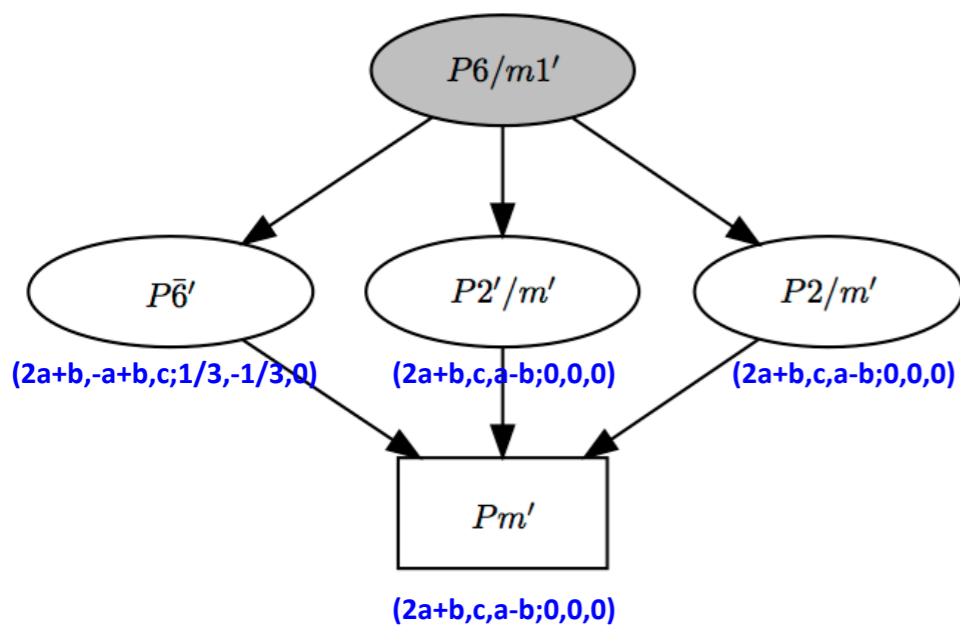 P6/m1′
P6̄′
P2′/m′
P2/m′
(2a+b,-a+b,c;1/3,-1/3,0)
(2a+b,c,a-b;0,0,0)
(2a+b,c,a-b;0,0,0)
Pm′
(2a+b,c,a-b;0,0,0)